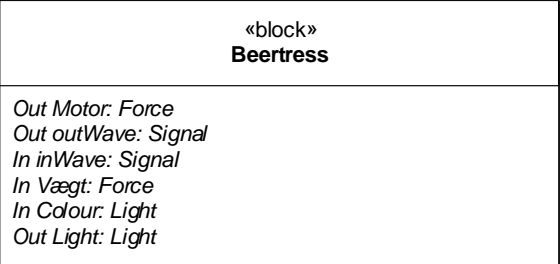 «block»
Beertress
Out Motor: Force
Out outWave: Signal
In inWave: Signal
In Vægt: Force
In Colour: Light
Out Light: Light